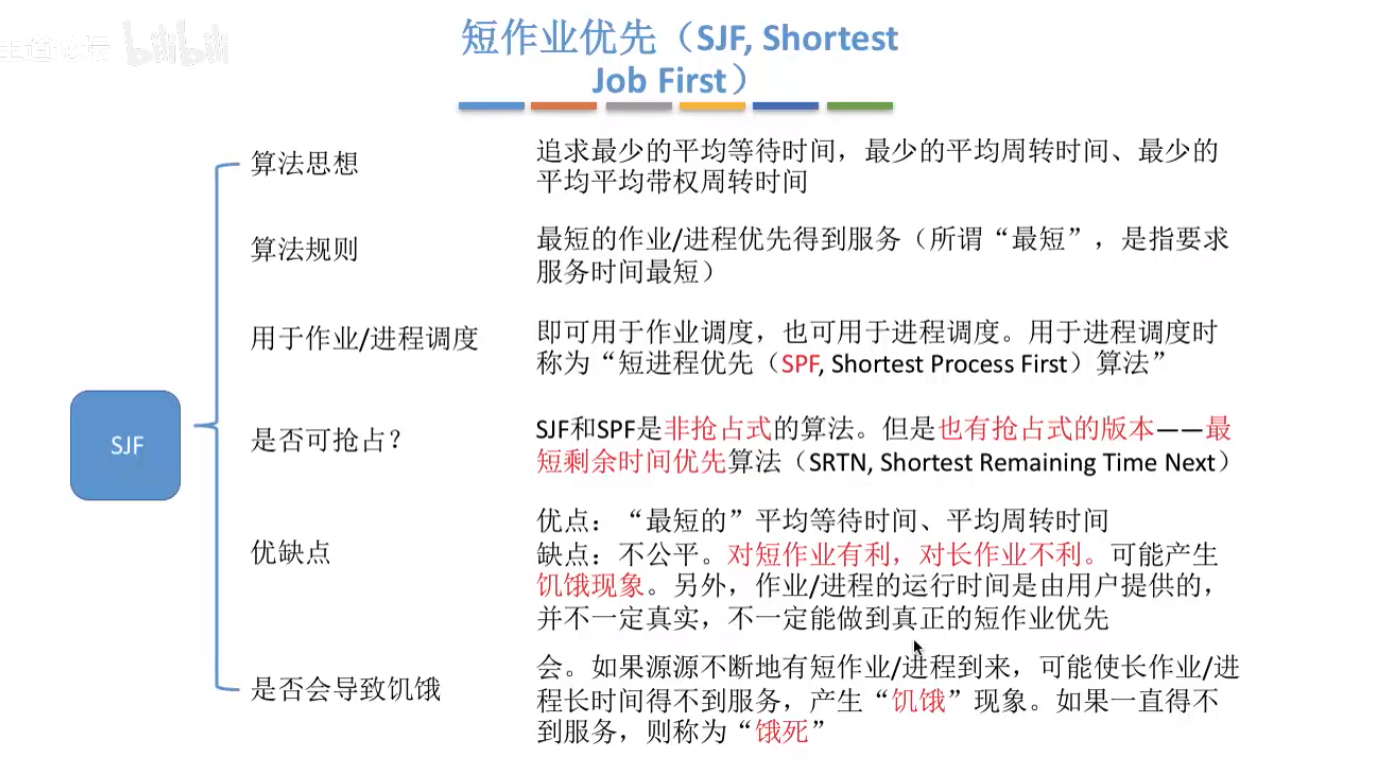 王道论坛 bilibili
短作业优先（SJF, Shortest
Job First）
算法思想
追求最少的平均等待时间，最少的平均周转时间、最少的
平均平均带权周转时间
算法规则
最短的作业/进程优先得到服务（所谓“最短”，是指要求
服务时间最短）
用于作业/进程调度
即可用于作业调度，也可用于进程调度。用于进程调度时
称为“短进程优先（SPF, Shortest Process First）算法”
SJF
是否可抢占？
SJF和SPF是非抢占式的算法。但是也有抢占式的版本——最
短剩余时间优先算法（SRTN, Shortest Remaining Time Next）
优缺点
优点：“最短的”平均等待时间、平均周转时间
缺点：不公平。对短作业有利，对长作业不利。可能产生
饥饿现象。另外，作业/进程的运行时间是由用户提供的，
并不一定真实，不一定能做到真正的短作业优先
是否会导致饥饿
会。如果源源不断地有短作业/进程到来，可能使长作业/进
程长时间得不到服务，产生“饥饿”现象。如果一直得不
到服务，则称为“饿死”